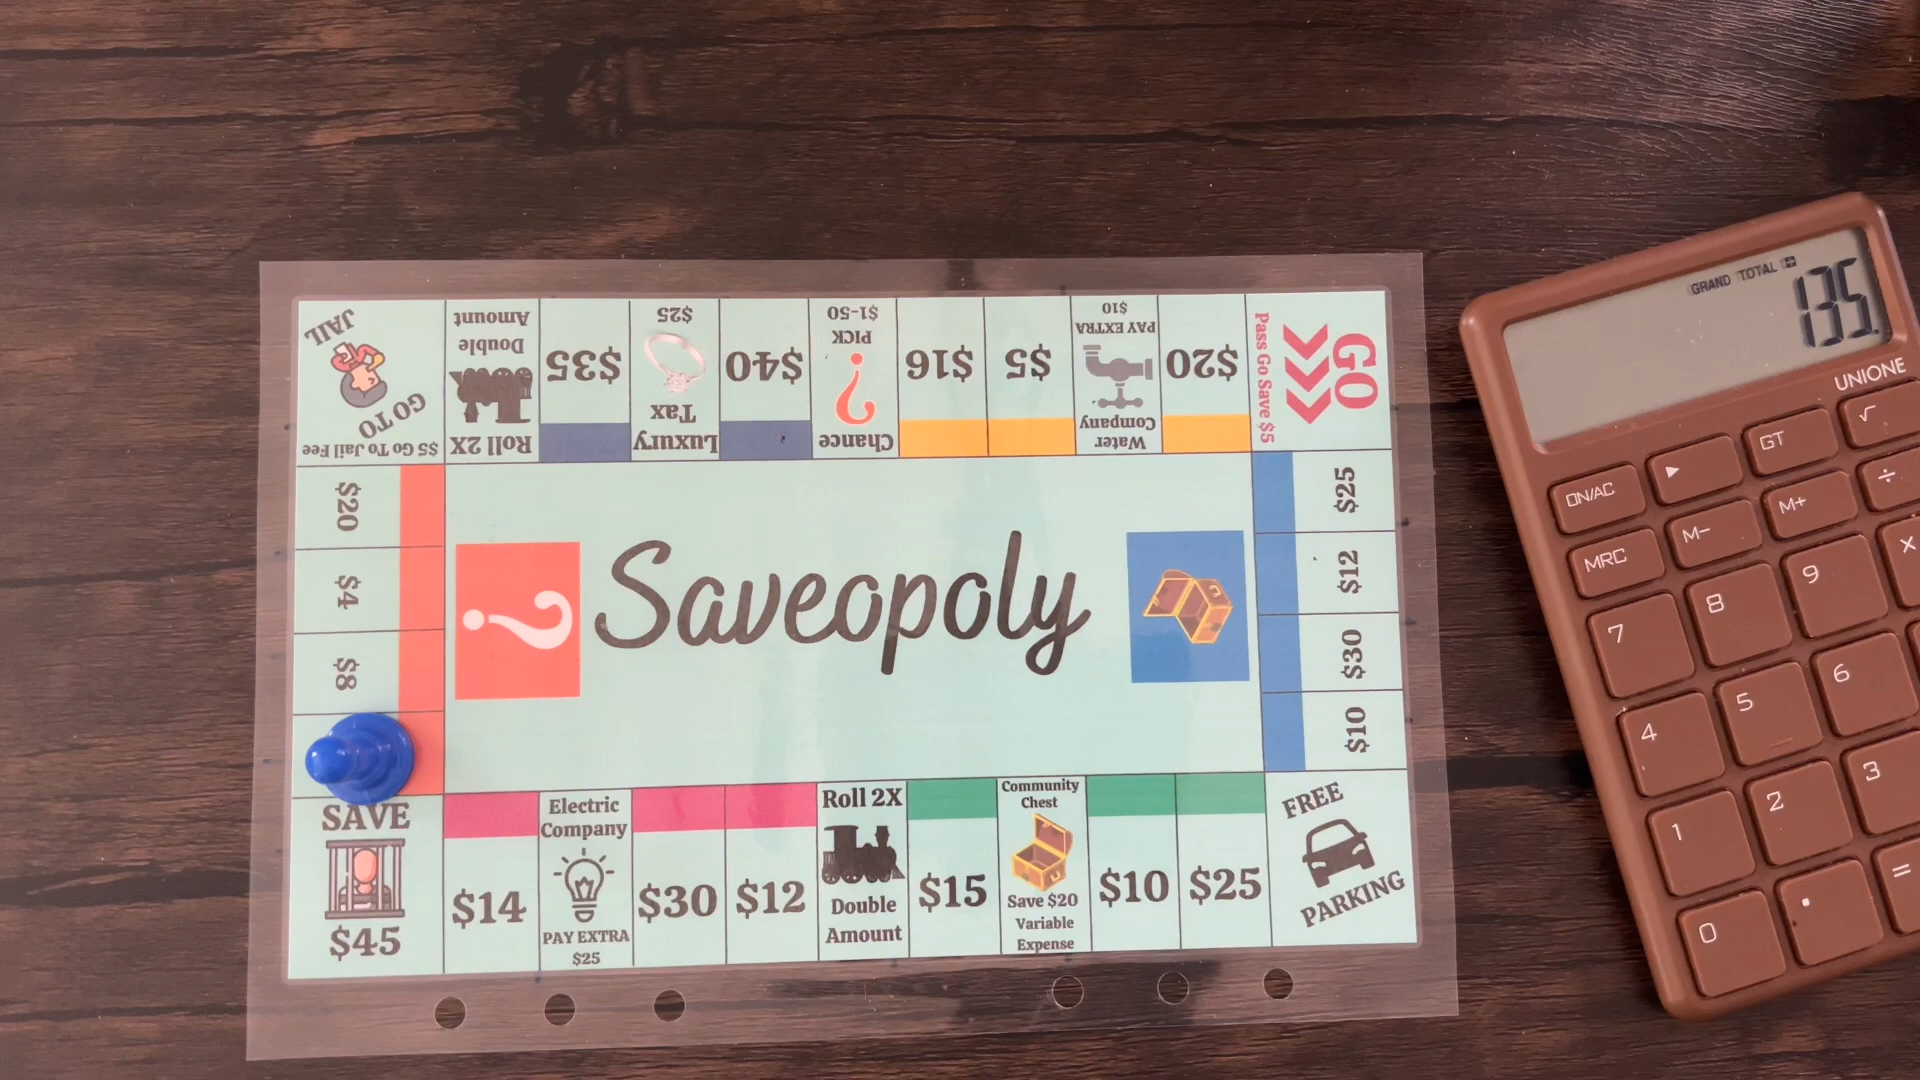 GO TO
JAIL
$5 Go To Jail Fee
Roll 2X
Double
Amount
$35
Luxury
Tax
$25
$40
Chance
PICK
$1-50
$16
$5
Water
Company
PAY EXTRA
$10
$20
GO
Pass Go Save $5
$20
$4
$8
Saveopoly
$25
$12
$30
$10
SAVE
$45
$14
Electric
Company
PAY EXTRA
$25
$30
$12
Roll 2X
Double
Amount
$15
Community
Chest
Save $20
Variable
Expense
$10
$25
FREE
PARKING
GRAND TOTAL
135.
UNIONE
ON/AC
▶
GT
√
MRC
M-
M+
÷
7
8
9
X
4
5
6
1
2
3
0
.
=